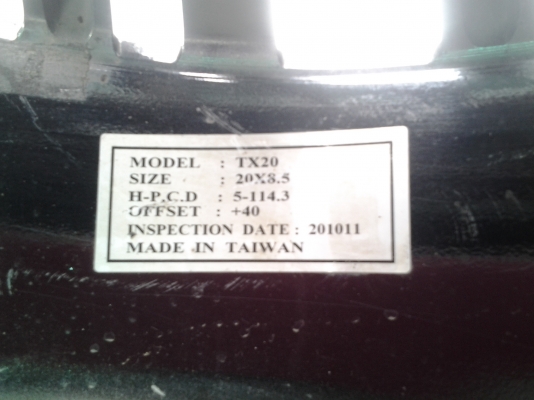 MODEL : TX20
SIZE : 20X8.5
H-P.C.D : 5-114.3
OFFSET : +40
INSPECTION DATE : 201011
MADE IN TAIWAN